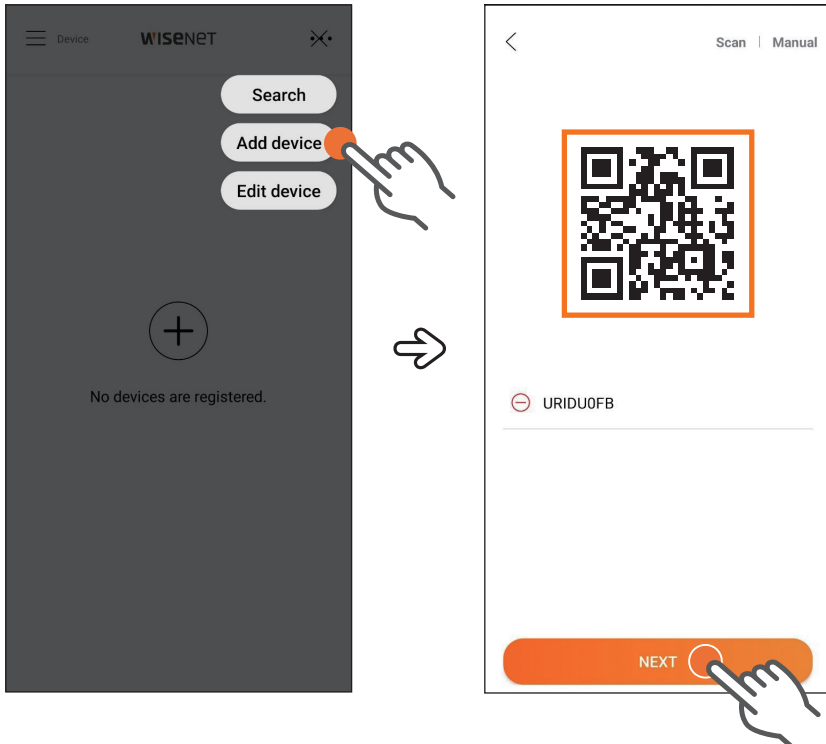 Device WISENET
Search
Add device
Edit device
No devices are registered.
Scan | Manual
URIDU0FB
NEXT